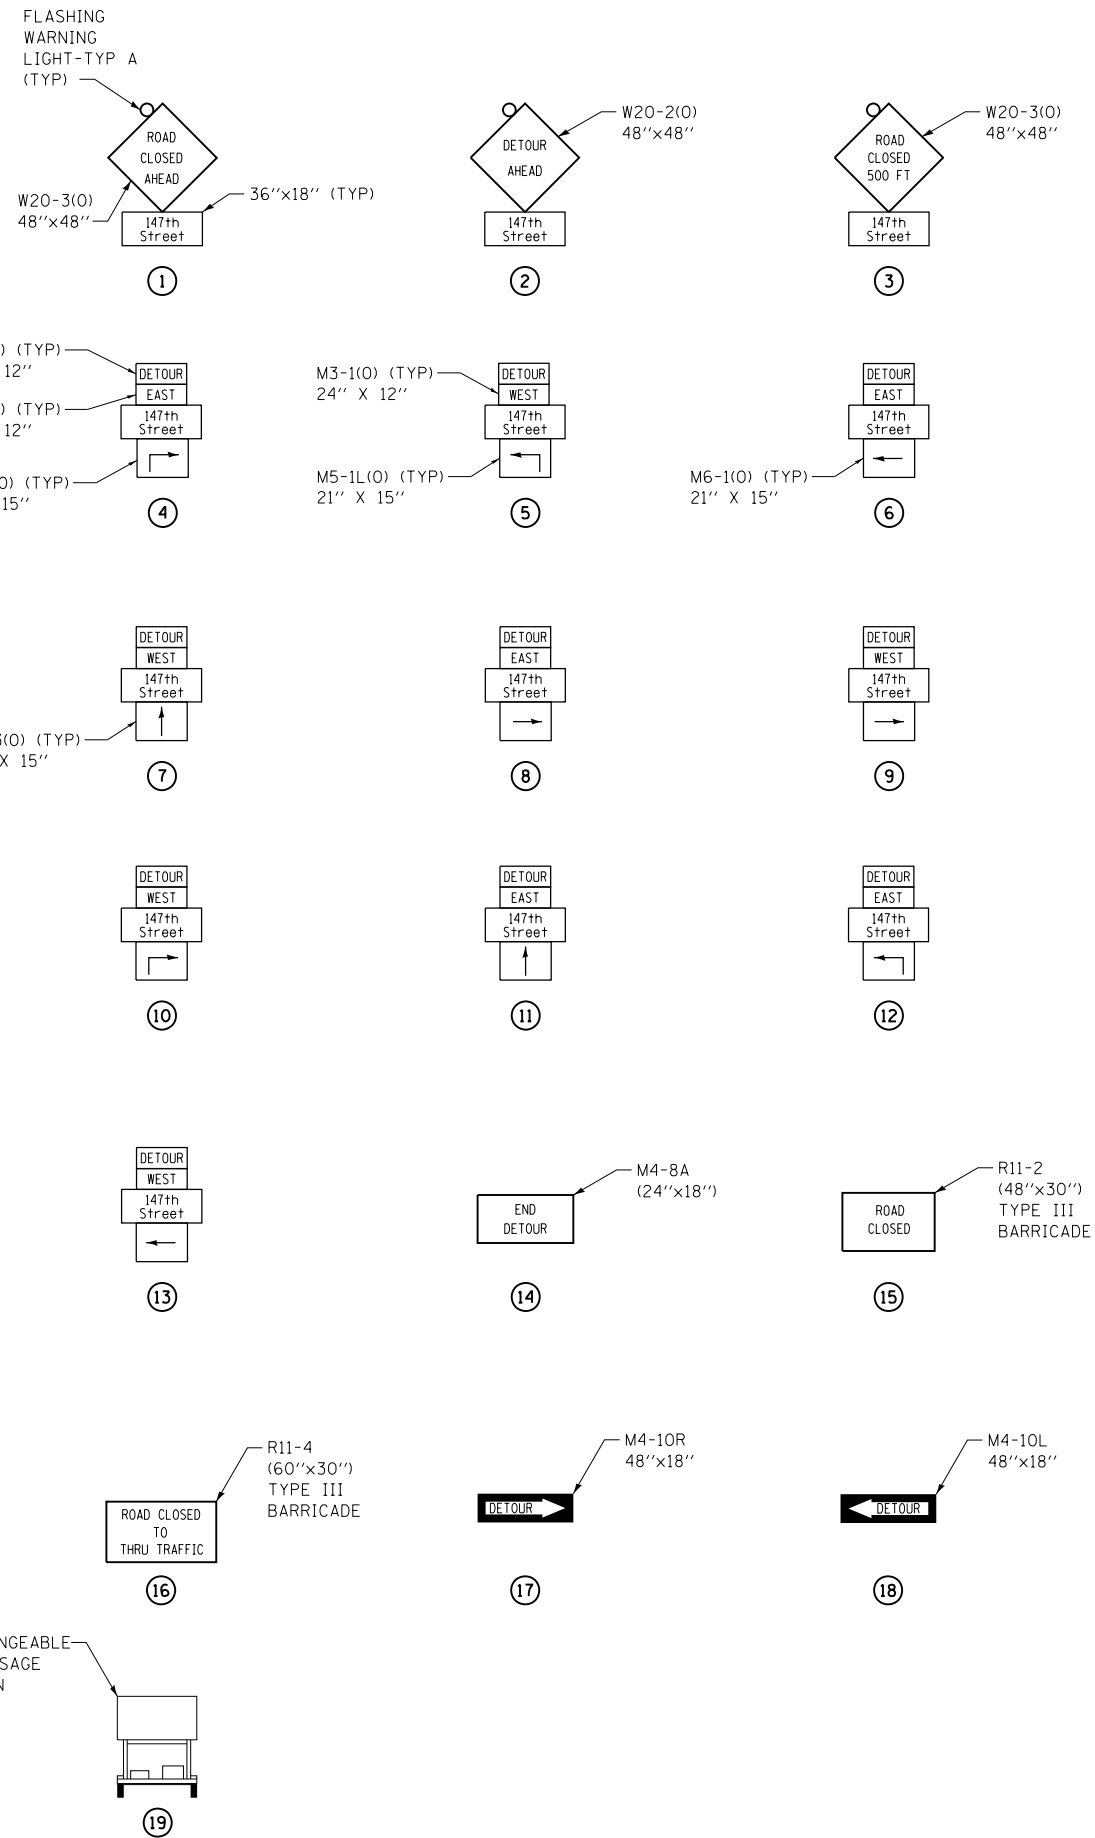 FLASHING
WARNING
LIGHT-TYP A
(TYP)
ROAD
CLOSED
AHEAD
W20-3(O)
48"x48"
36"x18" (TYP)
147th
Street
1
DETOUR
AHEAD
W20-2(O)
48"x48"
147th
Street
2
ROAD
CLOSED
500 FT
W20-3(O)
48"x48"
147th
Street
3
) (TYP)
12"
) (TYP)
12"
O) (TYP)
15"
DETOUR
EAST
147th
Street
4
M3-1(O) (TYP)
24" X 12"
M5-1L(O) (TYP)
21" X 15"
DETOUR
WEST
147th
Street
5
M6-1(O) (TYP)
21" X 15"
DETOUR
EAST
147th
Street
6
(O) (TYP)
X 15"
DETOUR
WEST
147th
Street
7
DETOUR
EAST
147th
Street
8
DETOUR
WEST
147th
Street
9
DETOUR
WEST
147th
Street
10
DETOUR
EAST
147th
Street
11
DETOUR
EAST
147th
Street
12
DETOUR
WEST
147th
Street
13
M4-8A
(24"x18")
END
DETOUR
14
R11-2
(48"x30")
TYPE III
BARRICADE
ROAD
CLOSED
15
R11-4
(60"x30")
TYPE III
BARRICADE
ROAD CLOSED
TO
THRU TRAFFIC
16
M4-10R
48"x18"
DETOUR
17
M4-10L
48"x18"
DETOUR
18
NGEABLE
SAGE
N
19